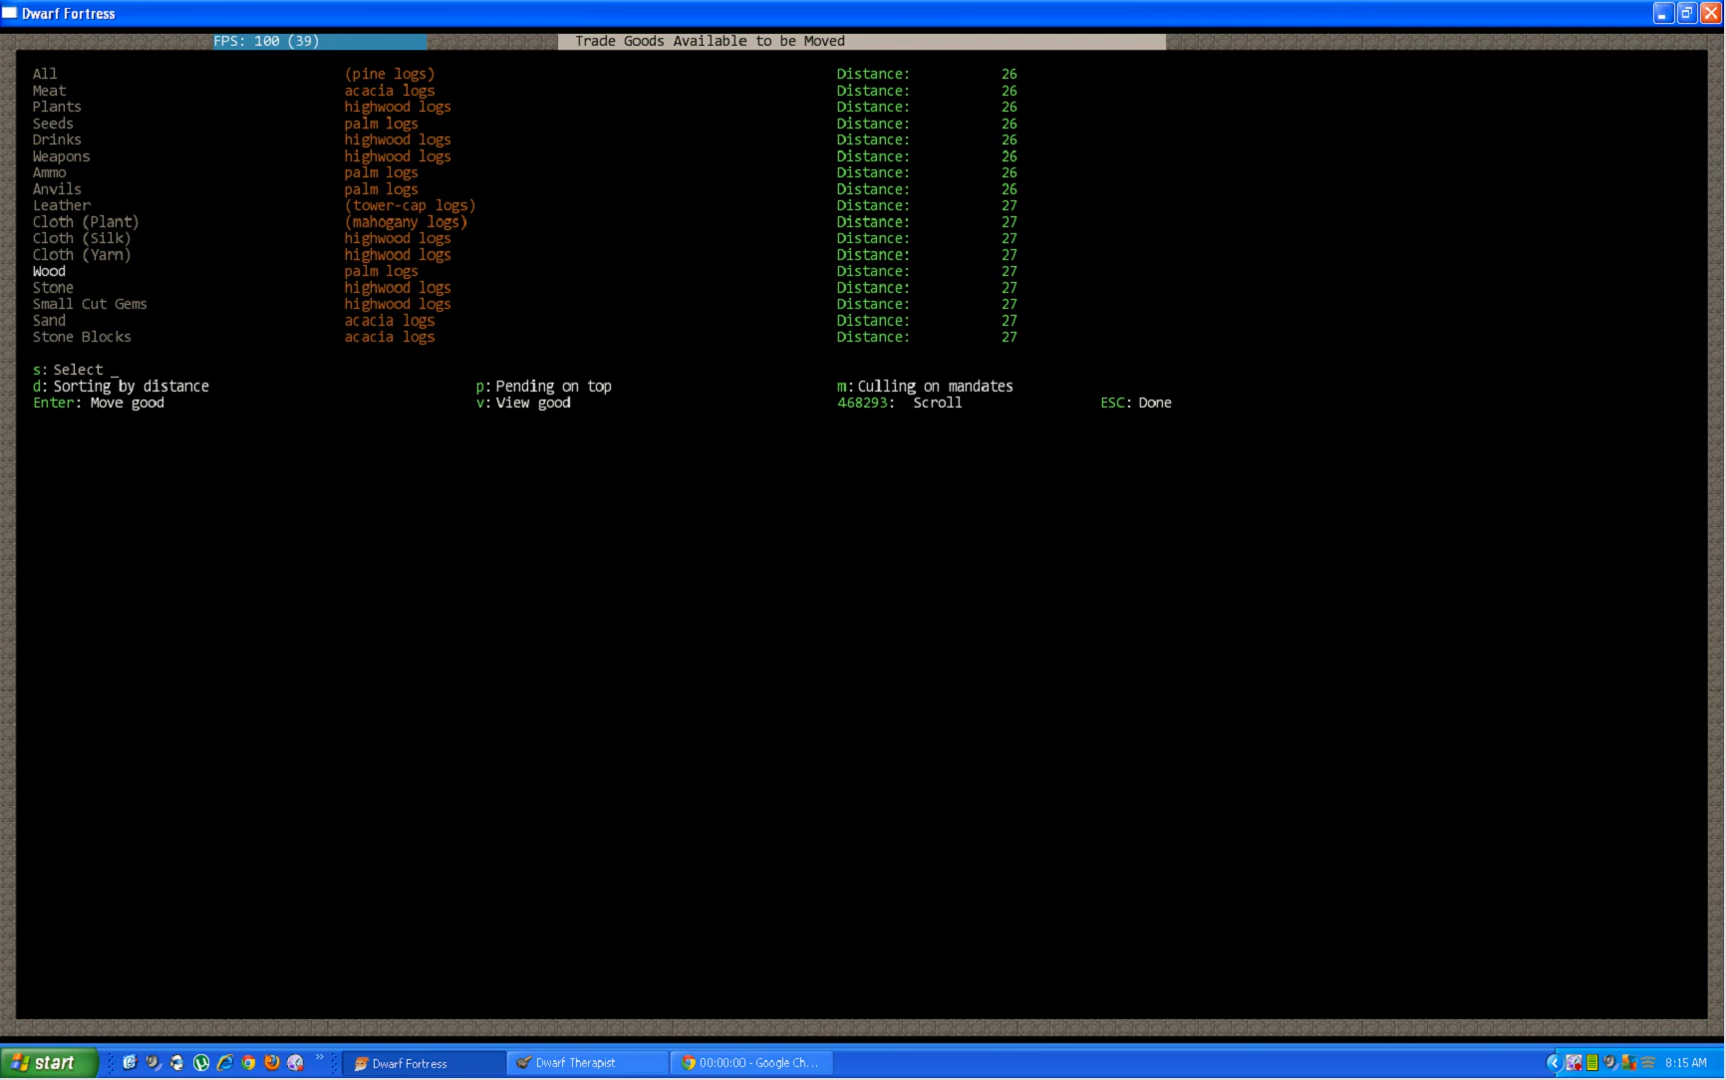 Dwarf Fortress
FPS: 100 (39) Trade Goods Available to be Moved
All (pine logs) Distance: 26
Meat acacia logs Distance: 26
Plants highwood logs Distance: 26
Seeds palm logs Distance: 26
Drinks highwood logs Distance: 26
Weapons highwood logs Distance: 26
Ammo palm logs Distance: 26
Anvils palm logs Distance: 26
Leather (tower-cap logs) Distance: 27
Cloth (Plant) (mahogany logs) Distance: 27
Cloth (Silk) highwood logs Distance: 27
Cloth (Yarn) highwood logs Distance: 27
Wood palm logs Distance: 27
Stone highwood logs Distance: 27
Small Cut Gems highwood logs Distance: 27
Sand acacia logs Distance: 27
Stone Blocks acacia logs Distance: 27
s: Select _
d: Sorting by distance p: Pending on top m: Culling on mandates
Enter: Move good v: View good 468293: Scroll ESC: Done
start Dwarf Fortress Dwarf Therapist 00:00:00 - Google Ch... 8:15 AM